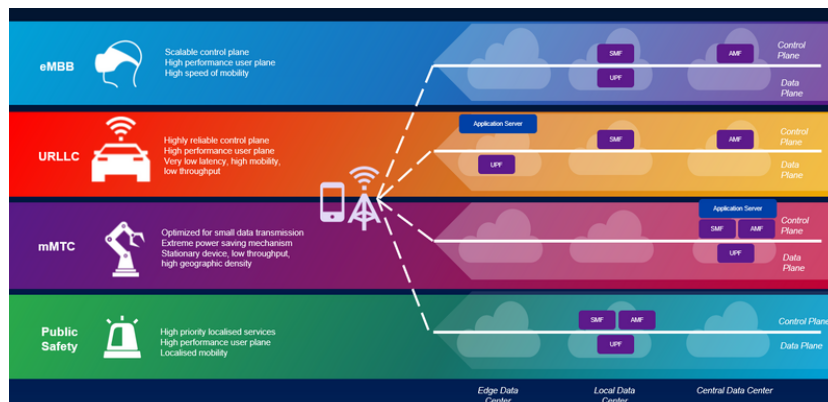 eMBB
Scalable control plane
High performance user plane
High speed of mobility
SMF
AMF
Control
Plane
UPF
Data
Plane
URLLC
Highly reliable control plane
High performance user plane
Very low latency, high mobility,
low throughput
Application Server
SMF
AMF
Control
Plane
UPF
Data
Plane
mMTC
Optimized for small data transmission
Extreme power saving mechanism
Stationary device, low throughput,
high geographic density
Application Server
SMF
AMF
Control
Plane
UPF
Data
Plane
Public
Safety
High priority localised services
High performance user plane
Localised mobility
SMF
AMF
Control Plane
UPF
Data Plane
Edge Data
Center
Local Data
Center
Central Data Center